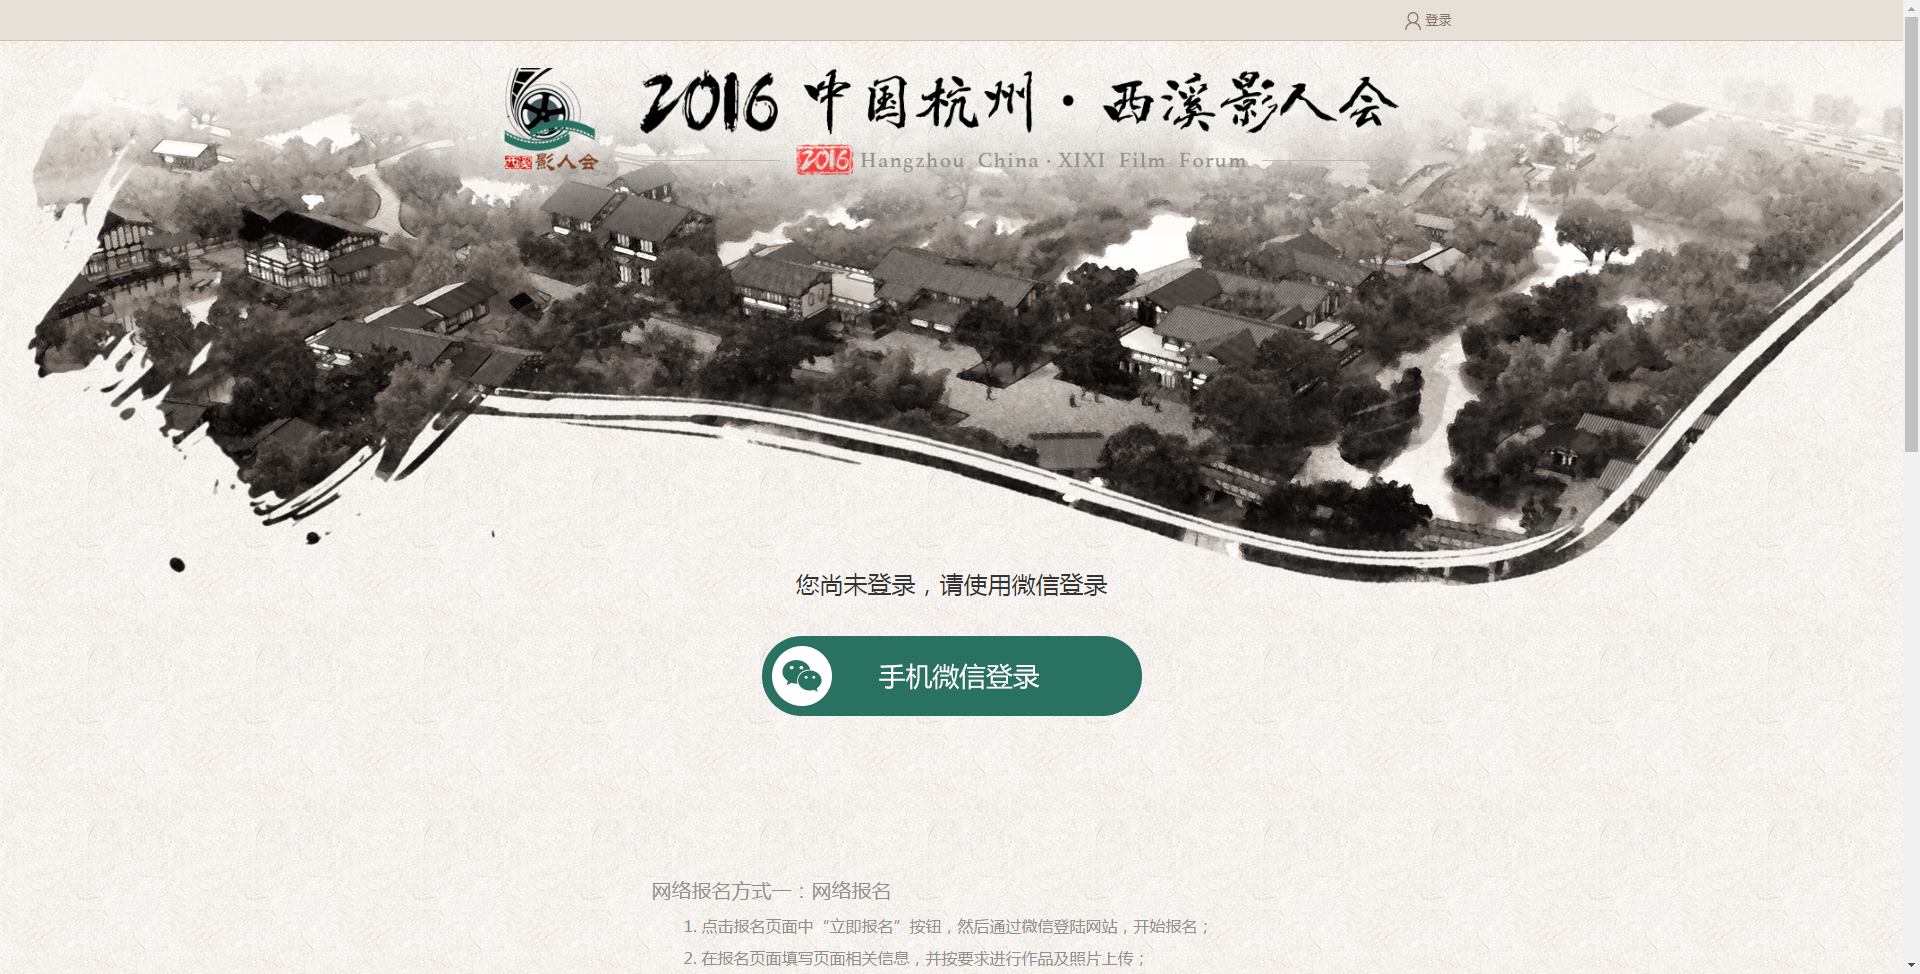 登录
2016 中国杭州·西溪影人会
西溪影人会
2016 Hangzhou China · XIXI Film Forum
您尚未登录，请使用微信登录
手机微信登录
网络报名方式一：网络报名
1. 点击报名页面中“立即报名”按钮，然后通过微信登陆网站，开始报名；
2. 在报名页面填写页面相关信息，并按要求进行作品及照片上传；